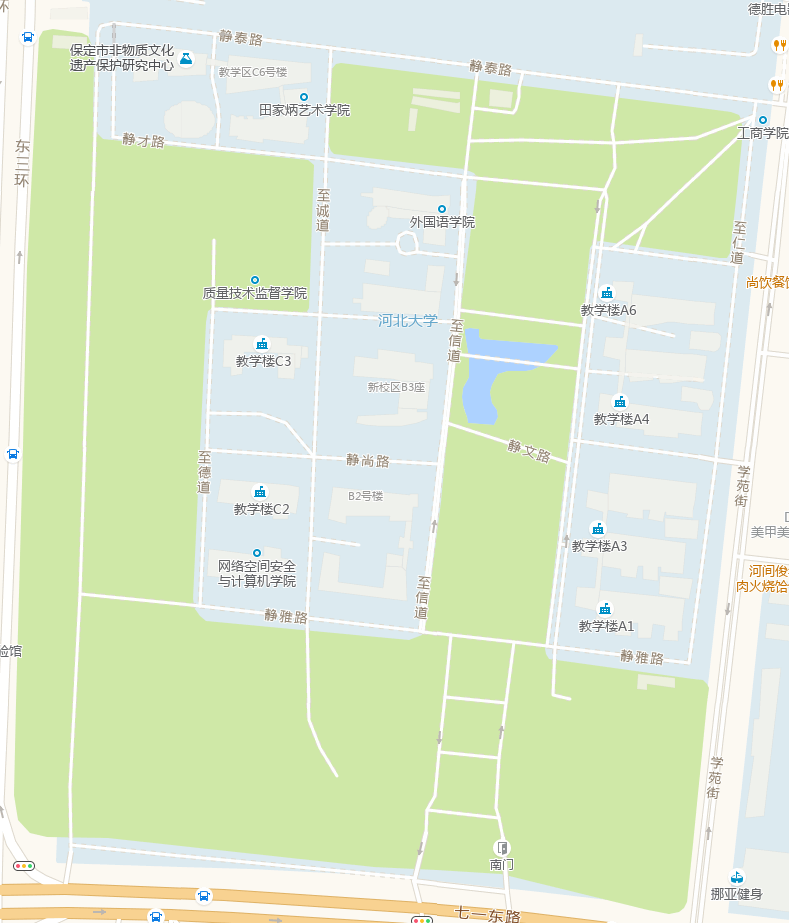 环
德胜电器
静泰路
保定市非物质文化
遗产保护研究中心
教学区C6号楼
静泰路
田家炳艺术学院
工商学院
静才路
东三环
至诚道
外国语学院
至仁道
质量技术监督学院
尚饮餐饮
教学楼A6
河北大学
至信道
教学楼C3
新校区B3座
教学楼A4
静文路
静尚路
至德道
学苑街
B2号楼
教学楼C2
美甲美
教学楼A3
网络空间安全
与计算机学院
河间俊
肉火烧饸
至信道
静雅路
教学楼A1
验馆
静雅路
学苑街
南门
挪亚健身
七一东路